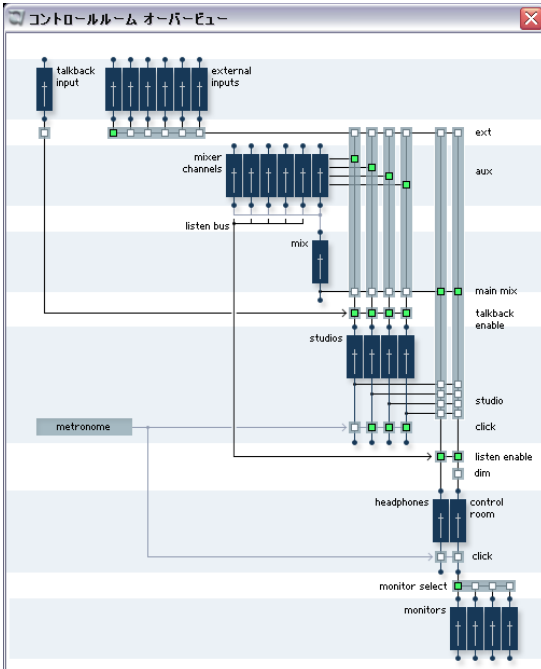 コントロールルーム オーバービュー
talkback
input
external
inputs
ext
mixer
channels
aux
listen bus
mix
main mix
talkback
enable
studios
studio
metronome
click
listen enable
dim
headphones
control
room
click
monitor select
monitors